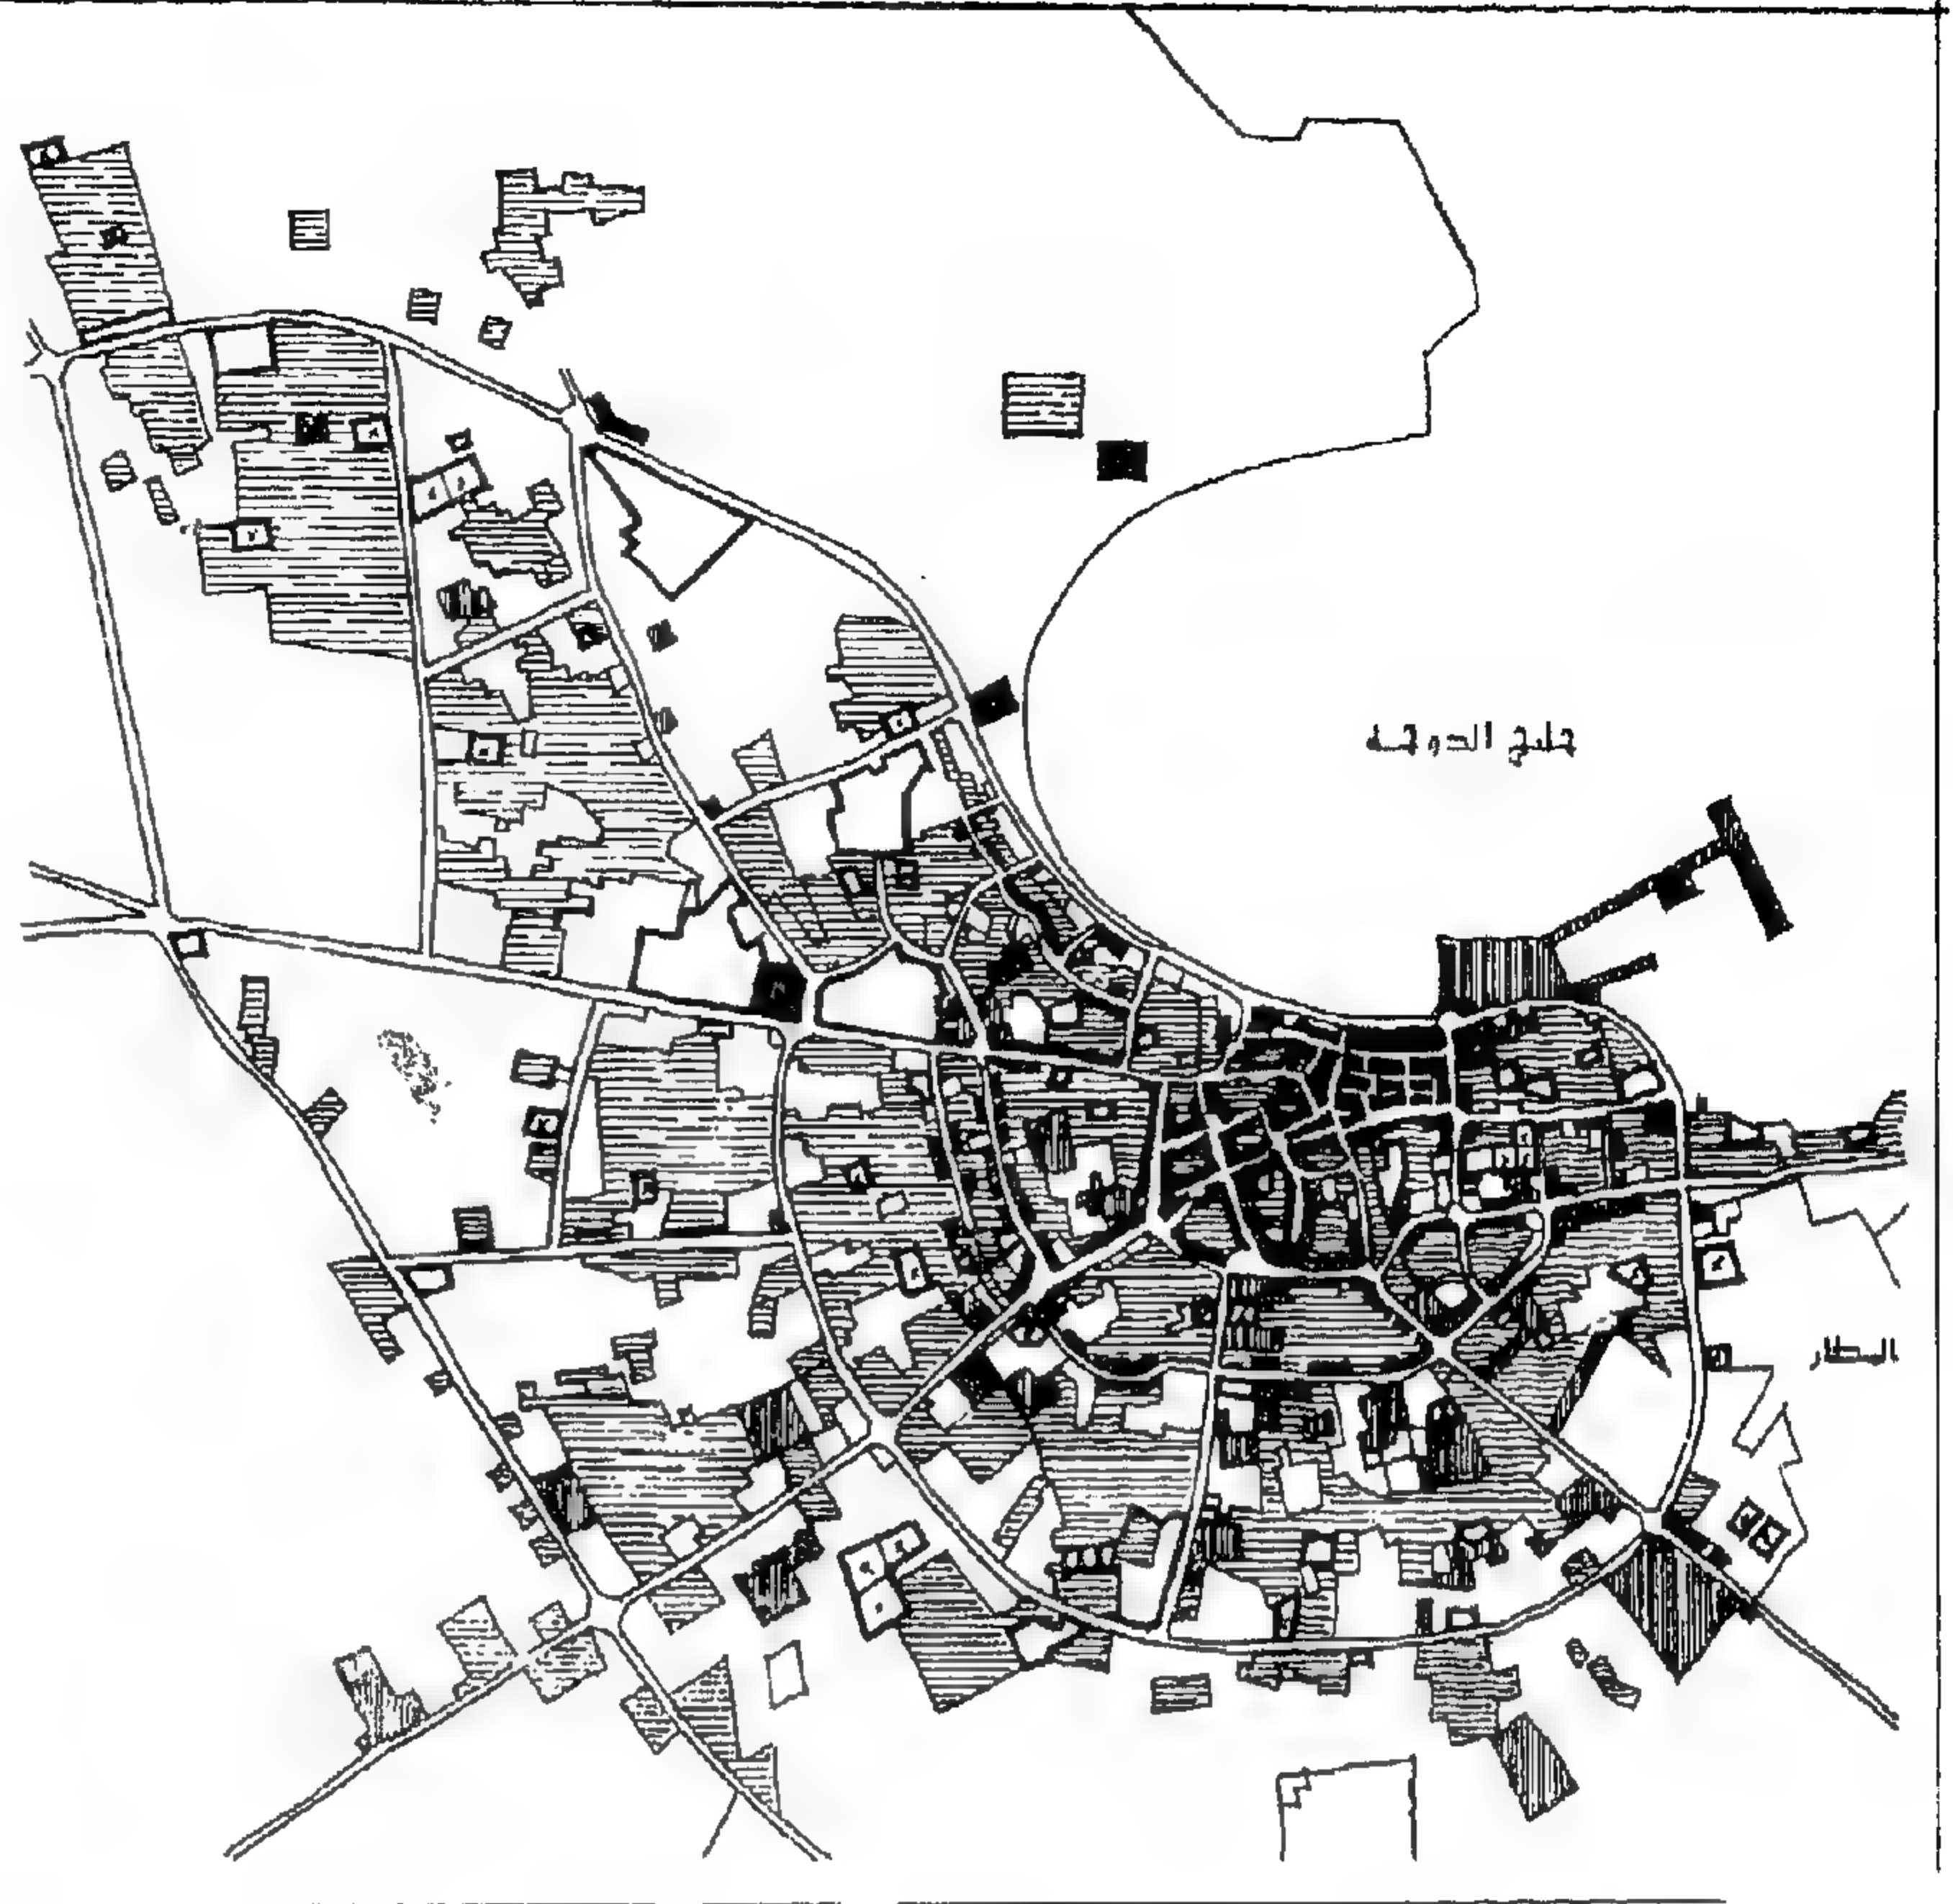 خليج الدوحة
المطار